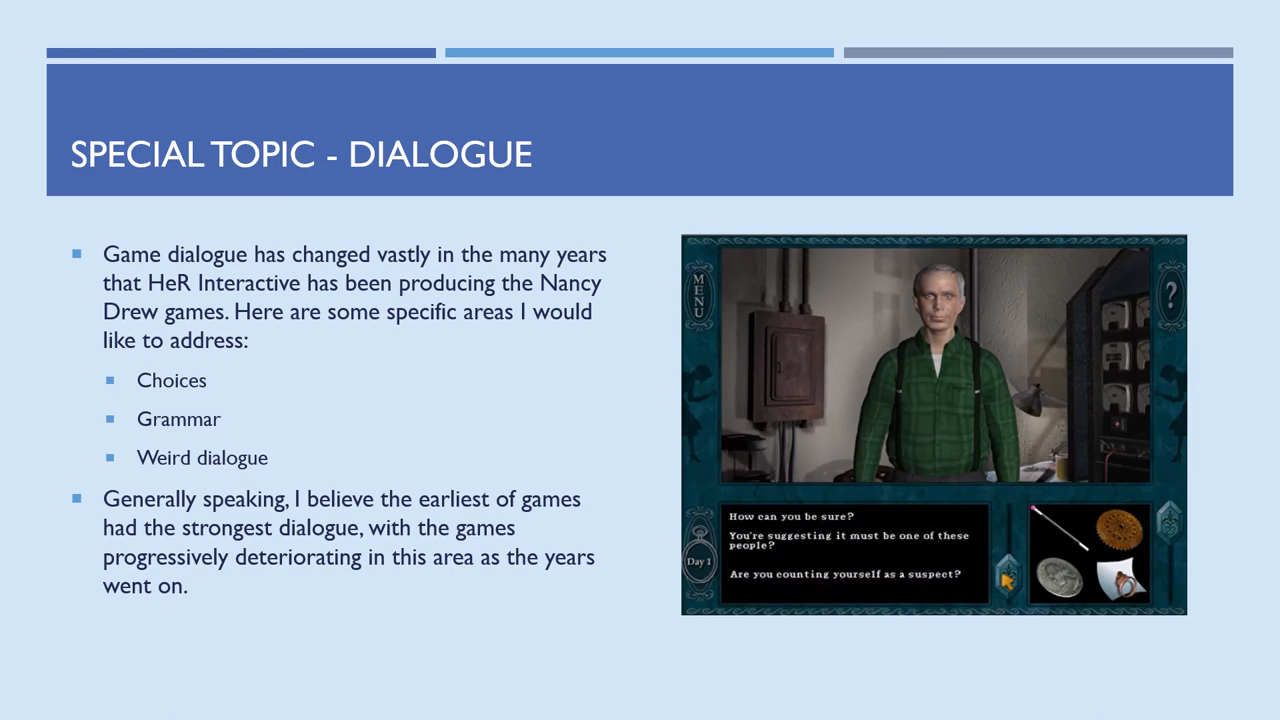 SPECIAL TOPIC - DIALOGUE
Game dialogue has changed vastly in the many years
that HeR Interactive has been producing the Nancy
Drew games. Here are some specific areas I would
like to address:
Choices
Grammar
Weird dialogue
Generally speaking, I believe the earliest of games
had the strongest dialogue, with the games
progressively deteriorating in this area as the years
went on.
MENU
?
How can you be sure?
You're suggesting it must be one of these
people?
Are you counting yourself as a suspect?
Day 1